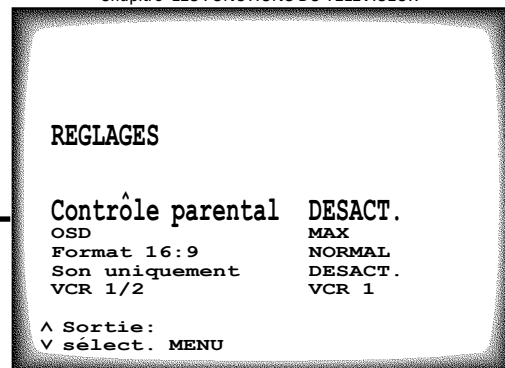 REGLAGES
Contrôle parental DESACT.
OSD MAX
Format 16:9 NORMAL
Son uniquement DESACT.
VCR 1/2 VCR 1
∧ Sortie:
∨ sélect. MENU